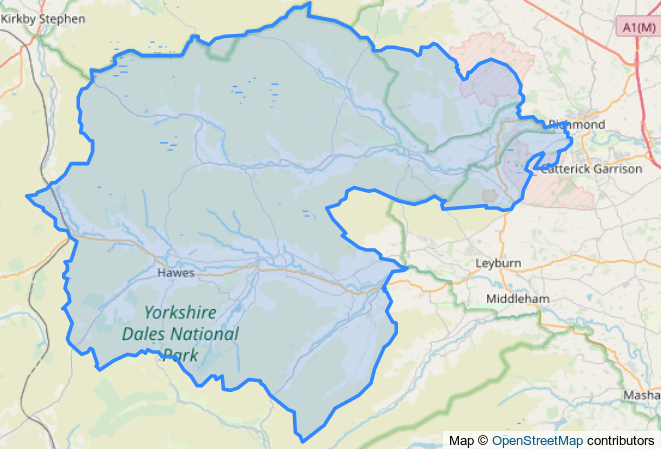 Kirkby Stephen
A1(M)
Richmond
Catterick Garrison
Leyburn
Hawes
Middleham
Yorkshire
Dales National
Park
Masha
Map © OpenStreetMap contributors